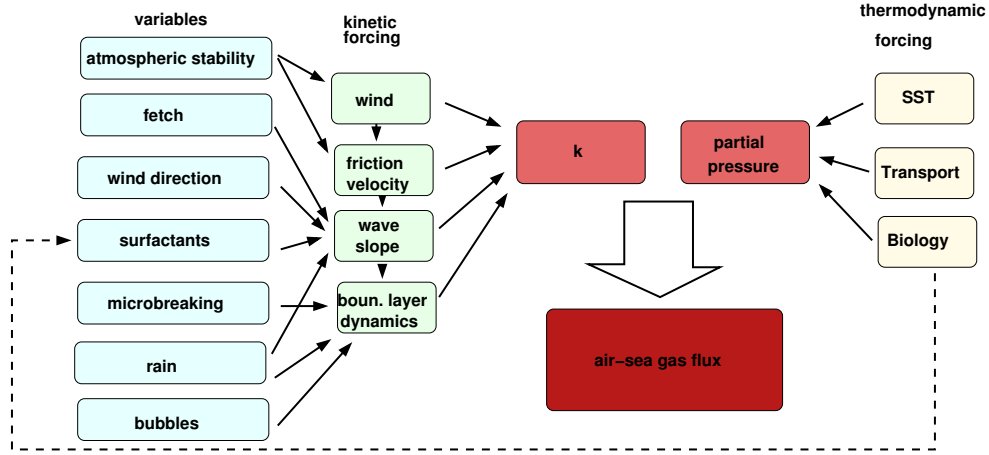 variables
atmospheric stability
fetch
wind direction
surfactants
microbreaking
rain
bubbles
kinetic
forcing
wind
friction
velocity
wave
slope
boun. layer
dynamics
k
partial
pressure
air−sea gas flux
thermodynamic
forcing
SST
Transport
Biology